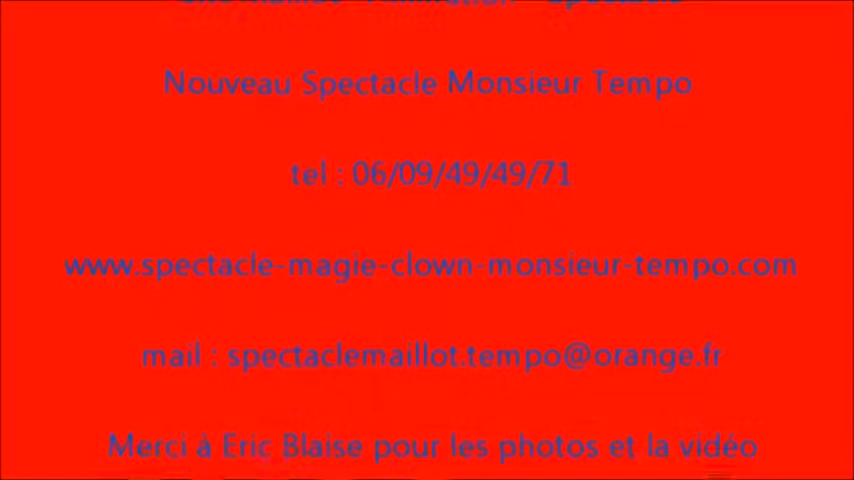 Nouveau Spectacle Monsieur Tempo
tel : 06/09/49/49/71
www.spectacle-magie-clown-monsieur-tempo.com
mail : spectaclemaillot.tempo@orange.fr
Merci à Eric Blaise pour les photos et la vidéo